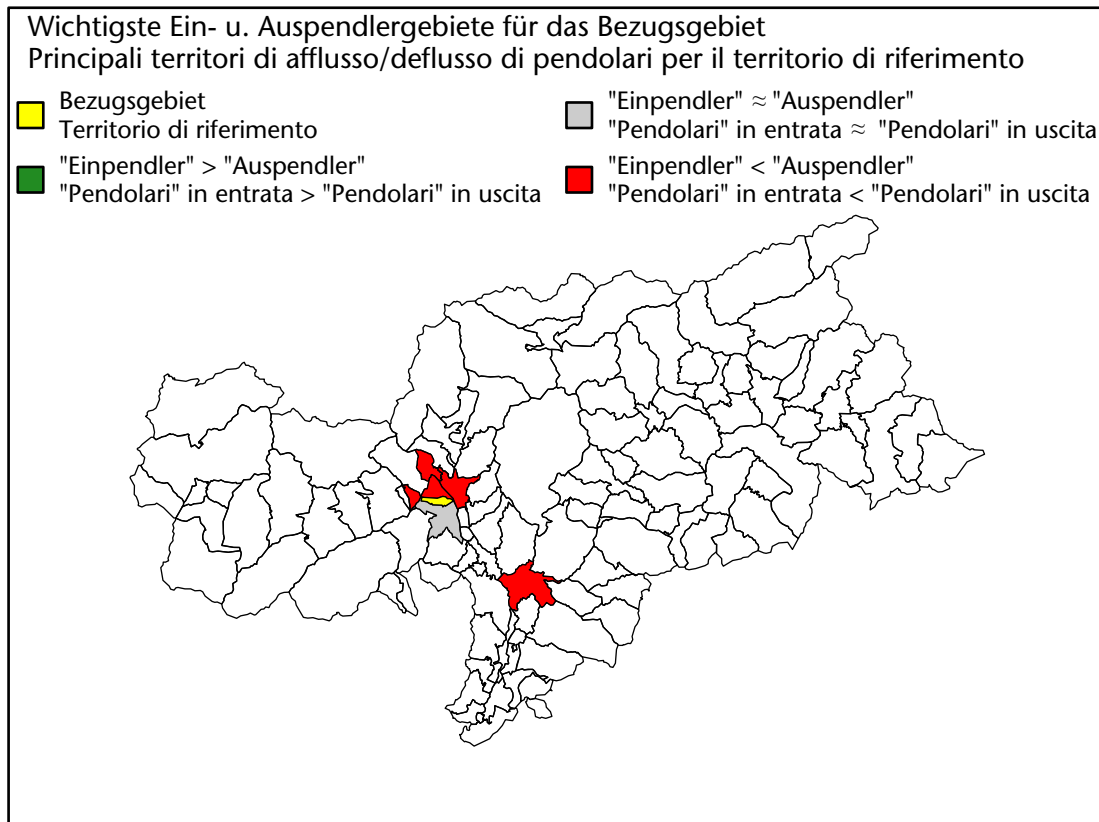 Wichtigste Ein- u. Auspendlergebiete für das Bezugsgebiet
Principali territori di afflusso/deflusso di pendolari per il territorio di riferimento
Bezugsgebiet
Territorio di riferimento
"Einpendler" > "Auspendler"
"Pendolari" in entrata > "Pendolari" in uscita
"Einpendler" ≈ "Auspendler"
"Pendolari" in entrata ≈ "Pendolari" in uscita
"Einpendler" < "Auspendler"
"Pendolari" in entrata < "Pendolari" in uscita